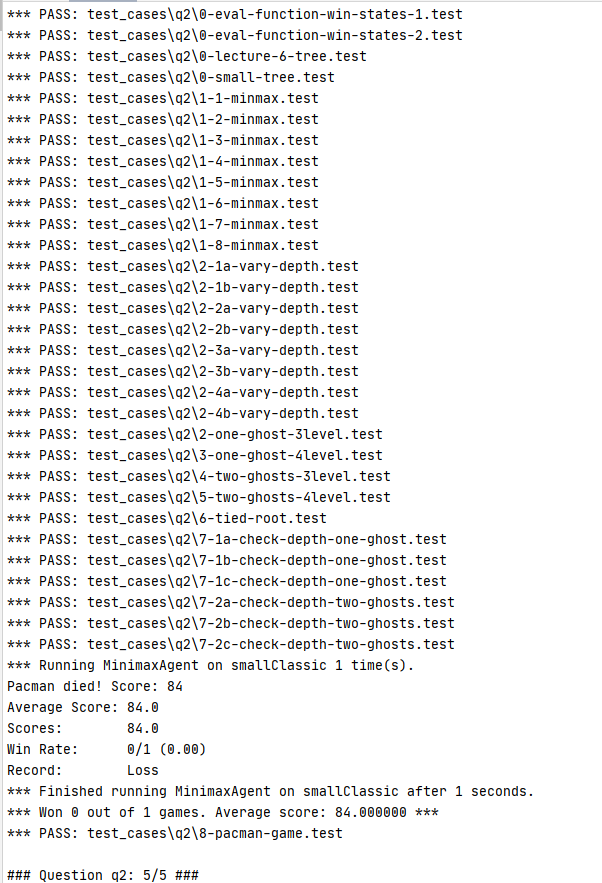 *** PASS: test_cases\q2\0-eval-function-win-states-1.test
*** PASS: test_cases\q2\0-eval-function-win-states-2.test
*** PASS: test_cases\q2\0-lecture-6-tree.test
*** PASS: test_cases\q2\0-small-tree.test
*** PASS: test_cases\q2\1-1-minmax.test
*** PASS: test_cases\q2\1-2-minmax.test
*** PASS: test_cases\q2\1-3-minmax.test
*** PASS: test_cases\q2\1-4-minmax.test
*** PASS: test_cases\q2\1-5-minmax.test
*** PASS: test_cases\q2\1-6-minmax.test
*** PASS: test_cases\q2\1-7-minmax.test
*** PASS: test_cases\q2\1-8-minmax.test
*** PASS: test_cases\q2\2-1a-vary-depth.test
*** PASS: test_cases\q2\2-1b-vary-depth.test
*** PASS: test_cases\q2\2-2a-vary-depth.test
*** PASS: test_cases\q2\2-2b-vary-depth.test
*** PASS: test_cases\q2\2-3a-vary-depth.test
*** PASS: test_cases\q2\2-3b-vary-depth.test
*** PASS: test_cases\q2\2-4a-vary-depth.test
*** PASS: test_cases\q2\2-4b-vary-depth.test
*** PASS: test_cases\q2\2-one-ghost-3level.test
*** PASS: test_cases\q2\3-one-ghost-4level.test
*** PASS: test_cases\q2\4-two-ghosts-3level.test
*** PASS: test_cases\q2\5-two-ghosts-4level.test
*** PASS: test_cases\q2\6-tied-root.test
*** PASS: test_cases\q2\7-1a-check-depth-one-ghost.test
*** PASS: test_cases\q2\7-1b-check-depth-one-ghost.test
*** PASS: test_cases\q2\7-1c-check-depth-one-ghost.test
*** PASS: test_cases\q2\7-2a-check-depth-two-ghosts.test
*** PASS: test_cases\q2\7-2b-check-depth-two-ghosts.test
*** PASS: test_cases\q2\7-2c-check-depth-two-ghosts.test
*** Running MinimaxAgent on smallClassic 1 time(s).
Pacman died! Score: 84
Average Score: 84.0
Scores:        84.0
Win Rate:      0/1 (0.00)
Record:        Loss
*** Finished running MinimaxAgent on smallClassic after 1 seconds.
*** Won 0 out of 1 games. Average score: 84.000000 ***
*** PASS: test_cases\q2\8-pacman-game.test
### Question q2: 5/5 ###